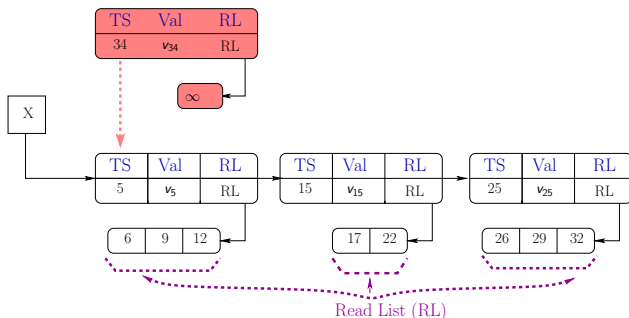 TS Val RL
34 v34 RL
∞
X
TS Val RL TS Val RL TS Val RL
5 v5 RL 15 v15 RL 25 v25 RL
6 9 12 17 22 26 29 32
Read List (RL)